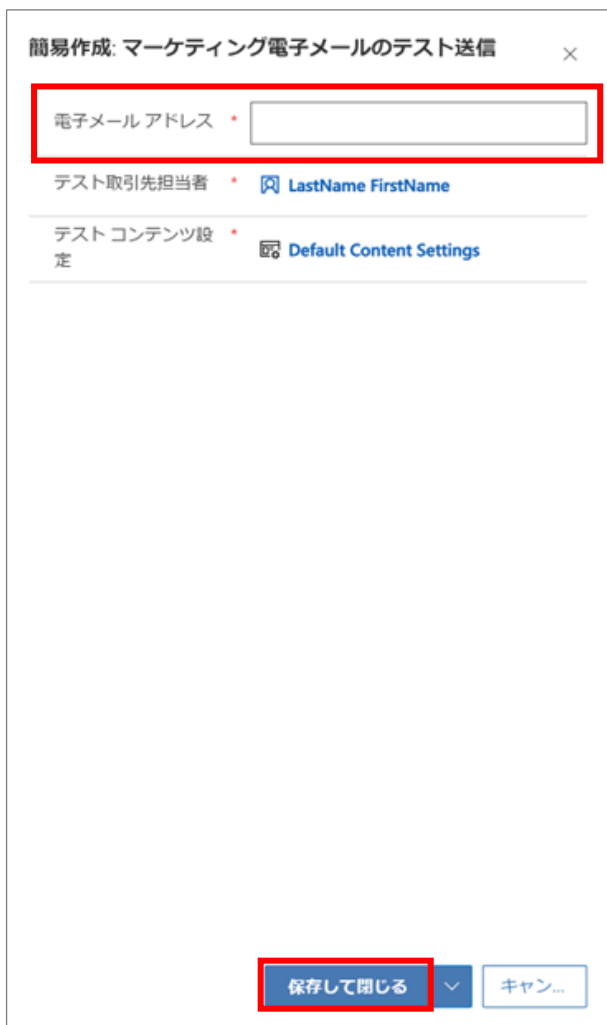 簡易作成: マーケティング電子メールのテスト送信
電子メール アドレス *
テスト取引先担当者 * LastName FirstName
テスト コンテンツ設 * Default Content Settings
定
保存して閉じる キャン...